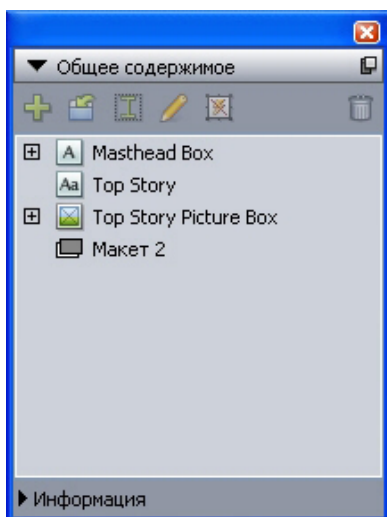 Общее содержимое
A Masthead Box
Aa Top Story
Top Story Picture Box
Макет 2
Информация